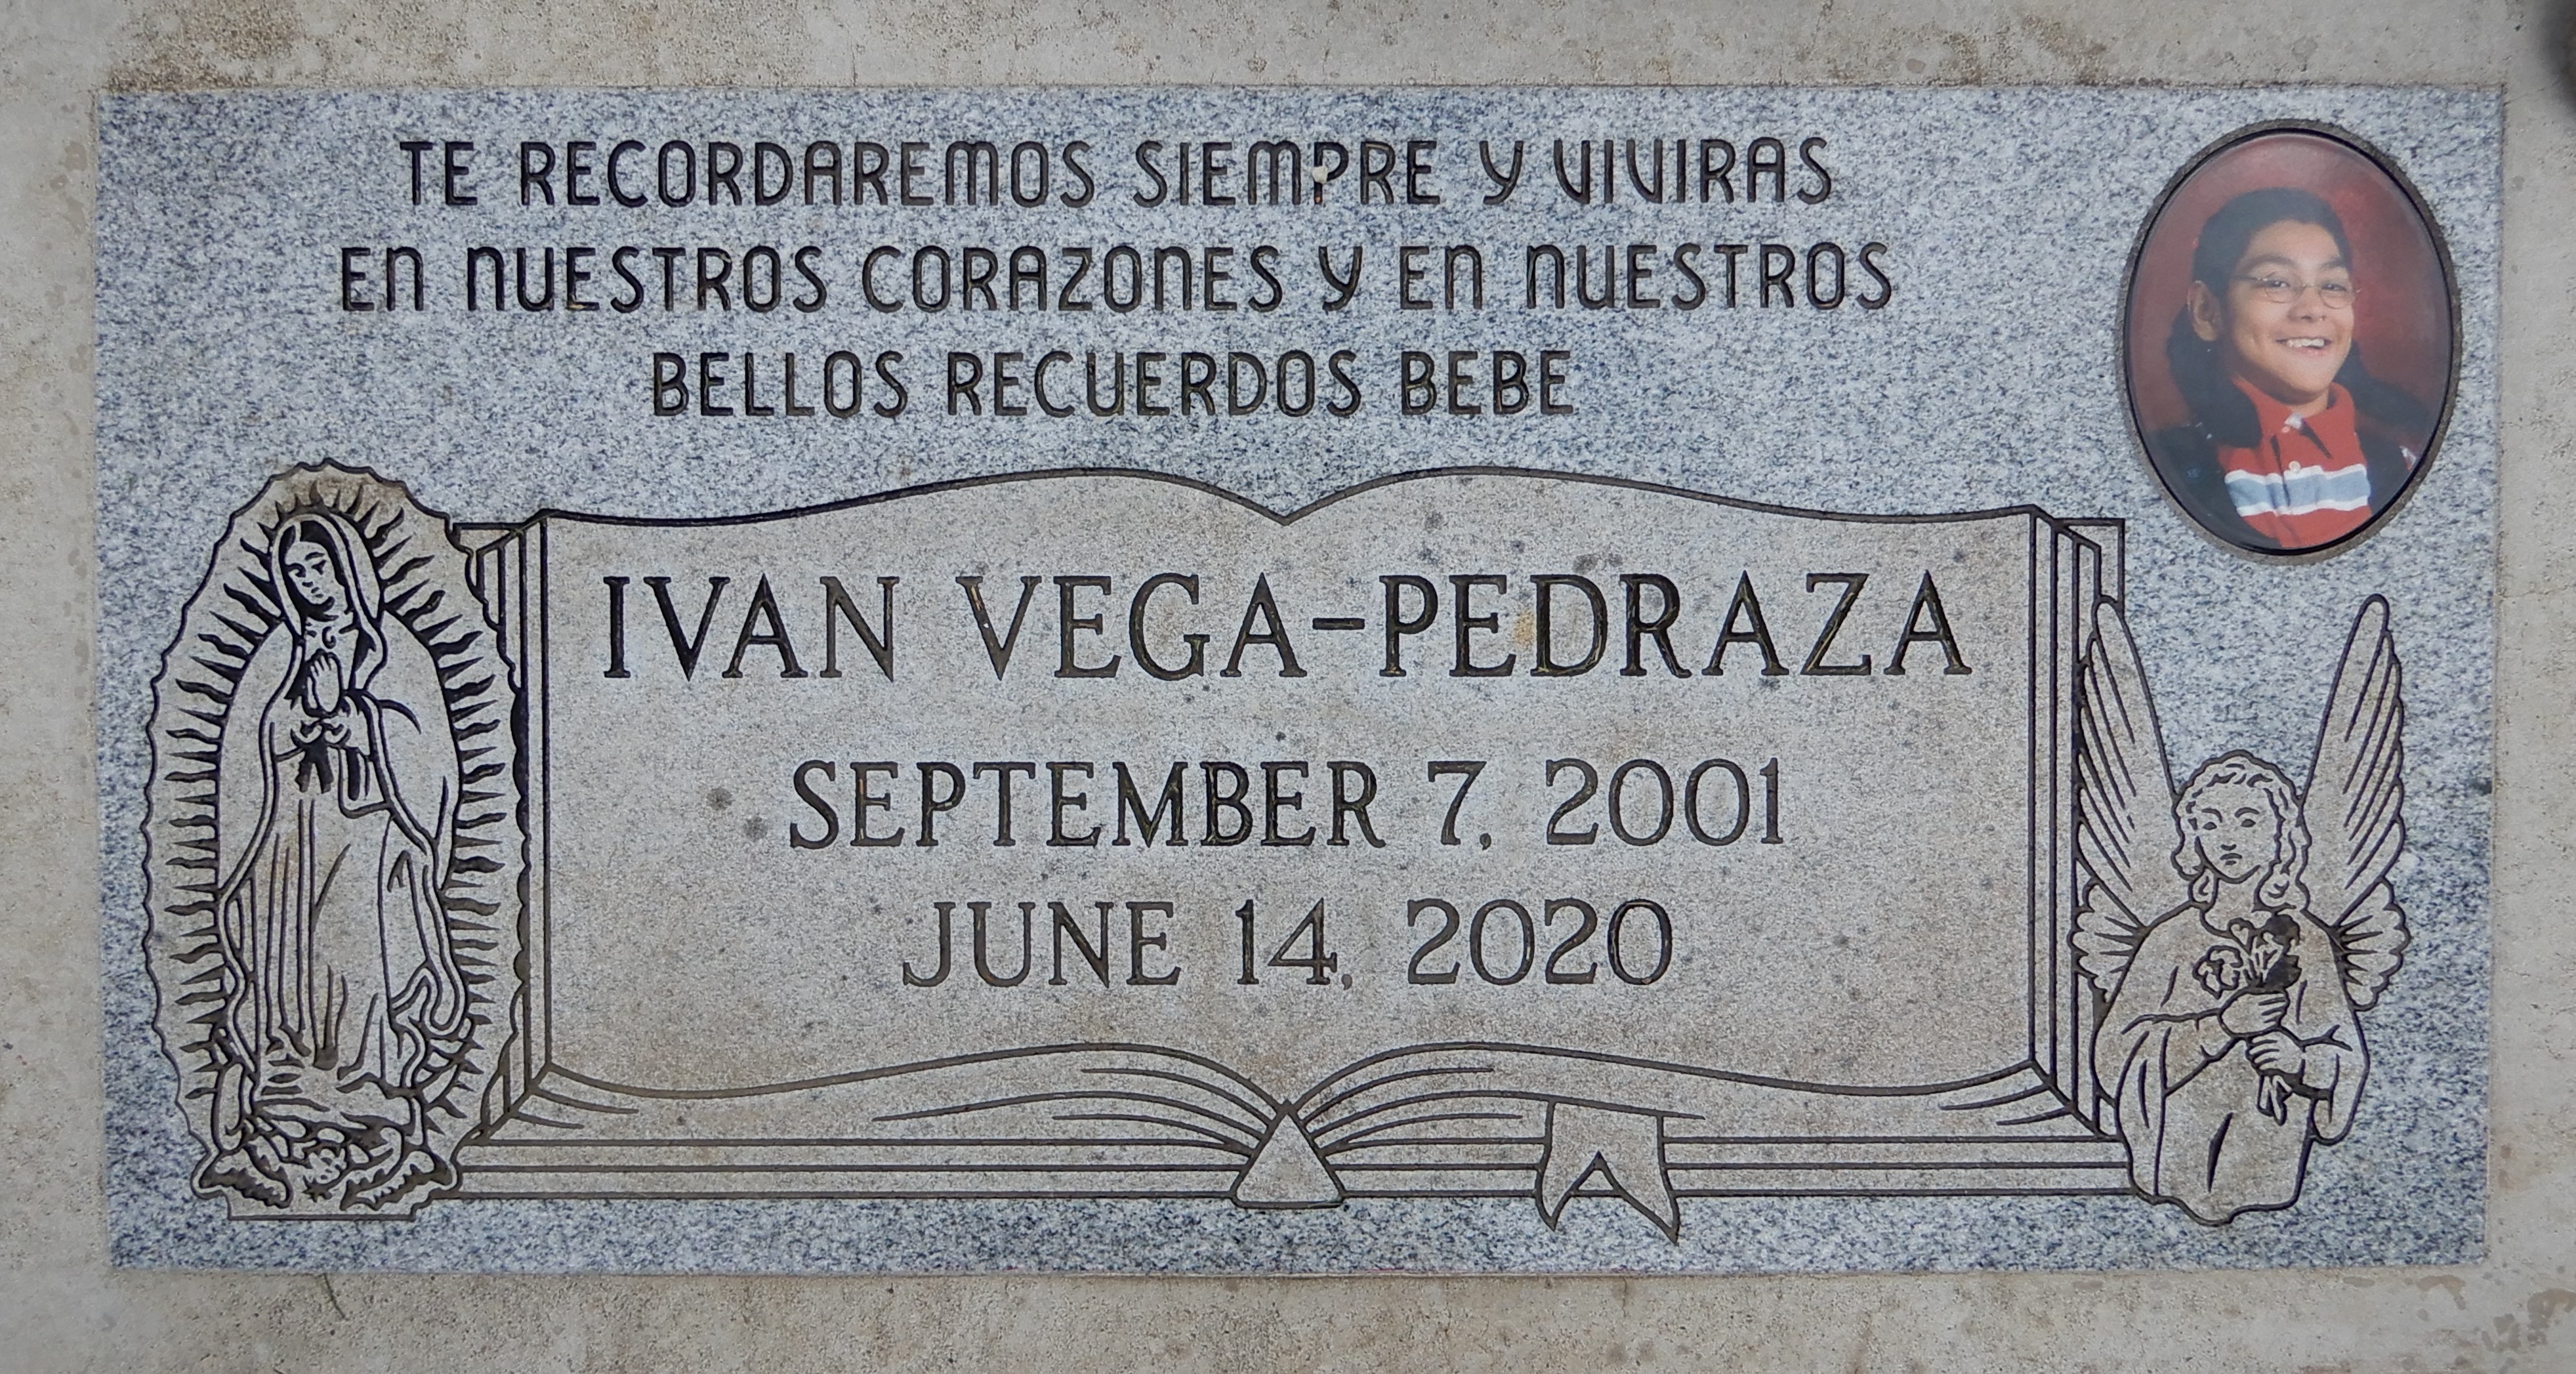 TE RECORDAREMOS SIEMPRE Y VIVIRAS
EN NUESTROS CORAZONES Y EN NUESTROS
BELLOS RECUERDOS BEBE
IVAN VEGA-PEDRAZA
SEPTEMBER 7, 2001
JUNE 14, 2020